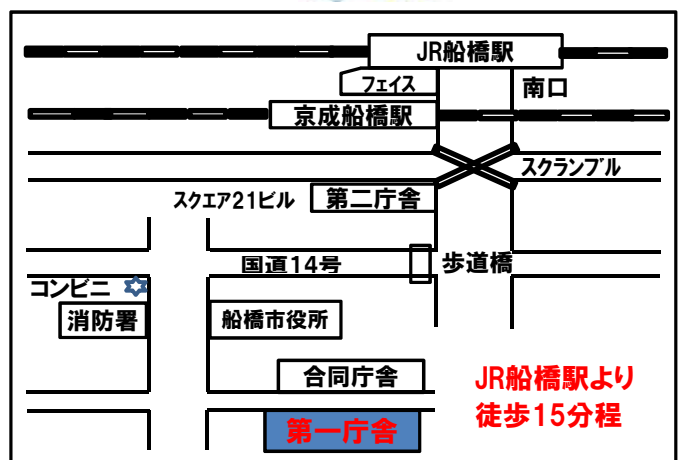 JR船橋駅
フェイス
南口
京成船橋駅
スクランブル
スクエア21ビル
第二庁舎
国道14号
歩道橋
コンビニ
消防署
船橋市役所
合同庁舎
JR船橋駅より
徒歩15分程
第一庁舎